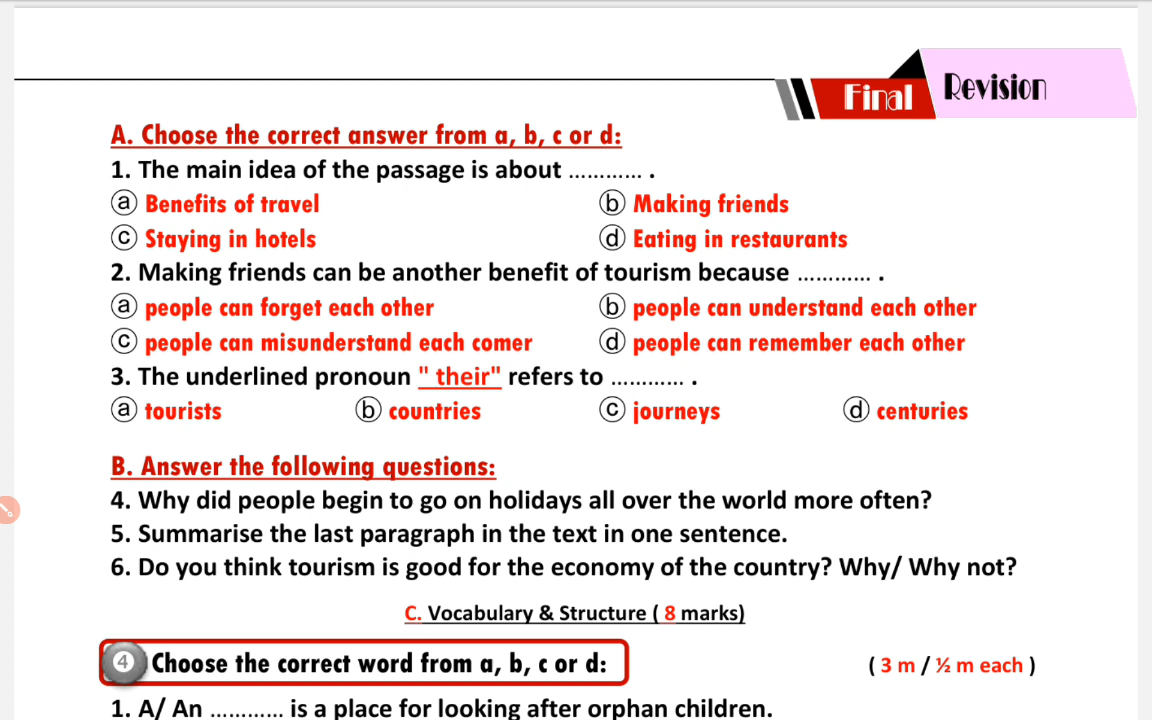 Final Revision
A. Choose the correct answer from a, b, c or d:
1. The main idea of the passage is about ............ .
ⓐ Benefits of travel ⓑ Making friends
ⓒ Staying in hotels ⓓ Eating in restaurants
2. Making friends can be another benefit of tourism because ............ .
ⓐ people can forget each other ⓑ people can understand each other
ⓒ people can misunderstand each comer ⓓ people can remember each other
3. The underlined pronoun " their" refers to ............ .
ⓐ tourists ⓑ countries ⓒ journeys ⓓ centuries
B. Answer the following questions:
4. Why did people begin to go on holidays all over the world more often?
5. Summarise the last paragraph in the text in one sentence.
6. Do you think tourism is good for the economy of the country? Why/ Why not?
C. Vocabulary & Structure ( 8 marks)
4 Choose the correct word from a, b, c or d: ( 3 m / ½ m each )
1. A/ An ............ is a place for looking after orphan children.